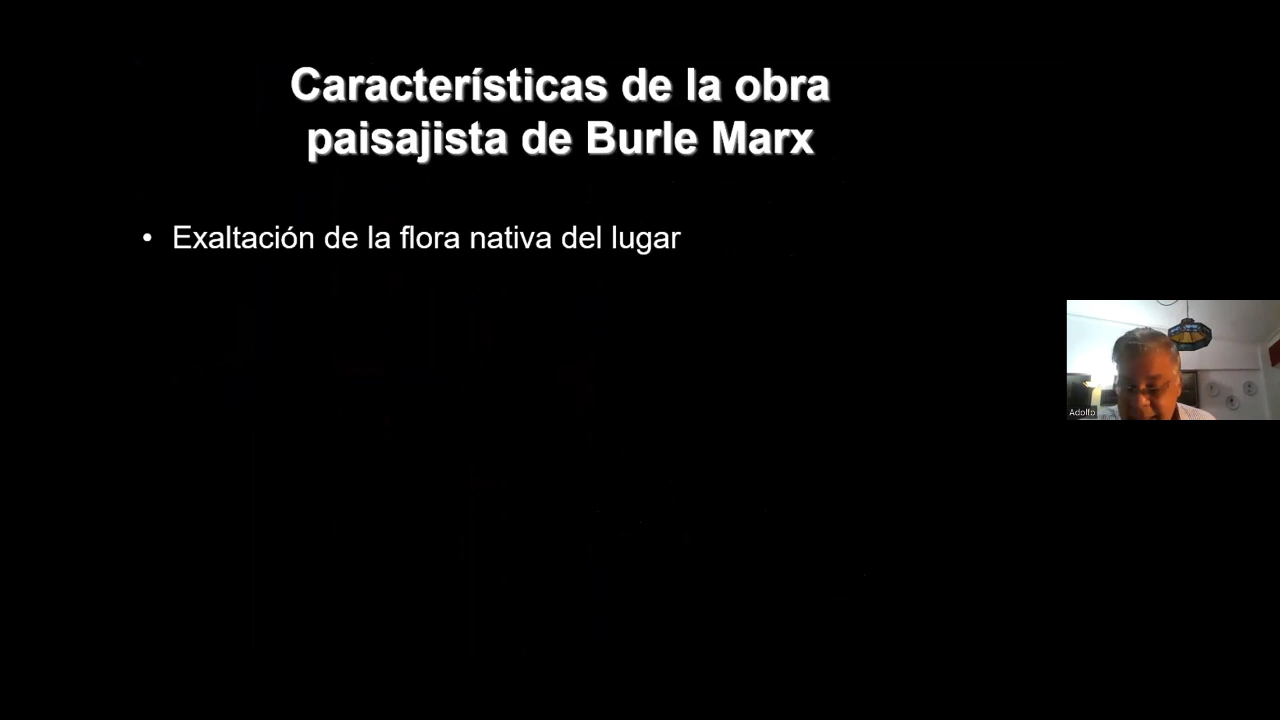 Características de la obra
paisajista de Burle Marx
• Exaltación de la flora nativa del lugar
Adolfo